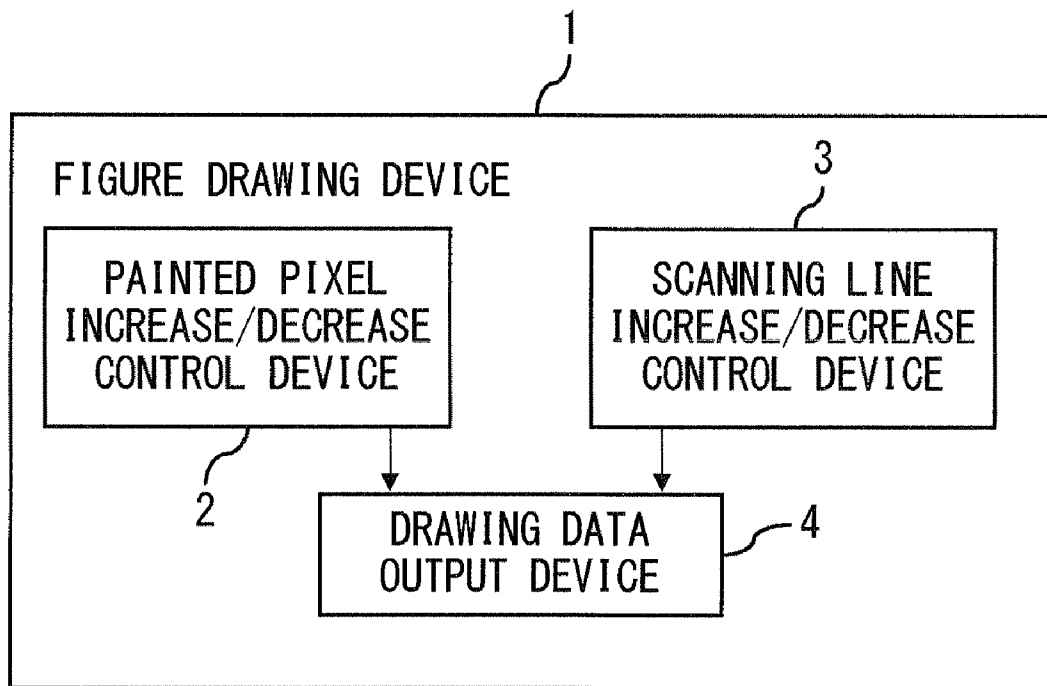 1
FIGURE DRAWING DEVICE
3
PAINTED PIXEL
INCREASE/DECREASE
CONTROL DEVICE
SCANNING LINE
INCREASE/DECREASE
CONTROL DEVICE
2
DRAWING DATA
OUTPUT DEVICE
4